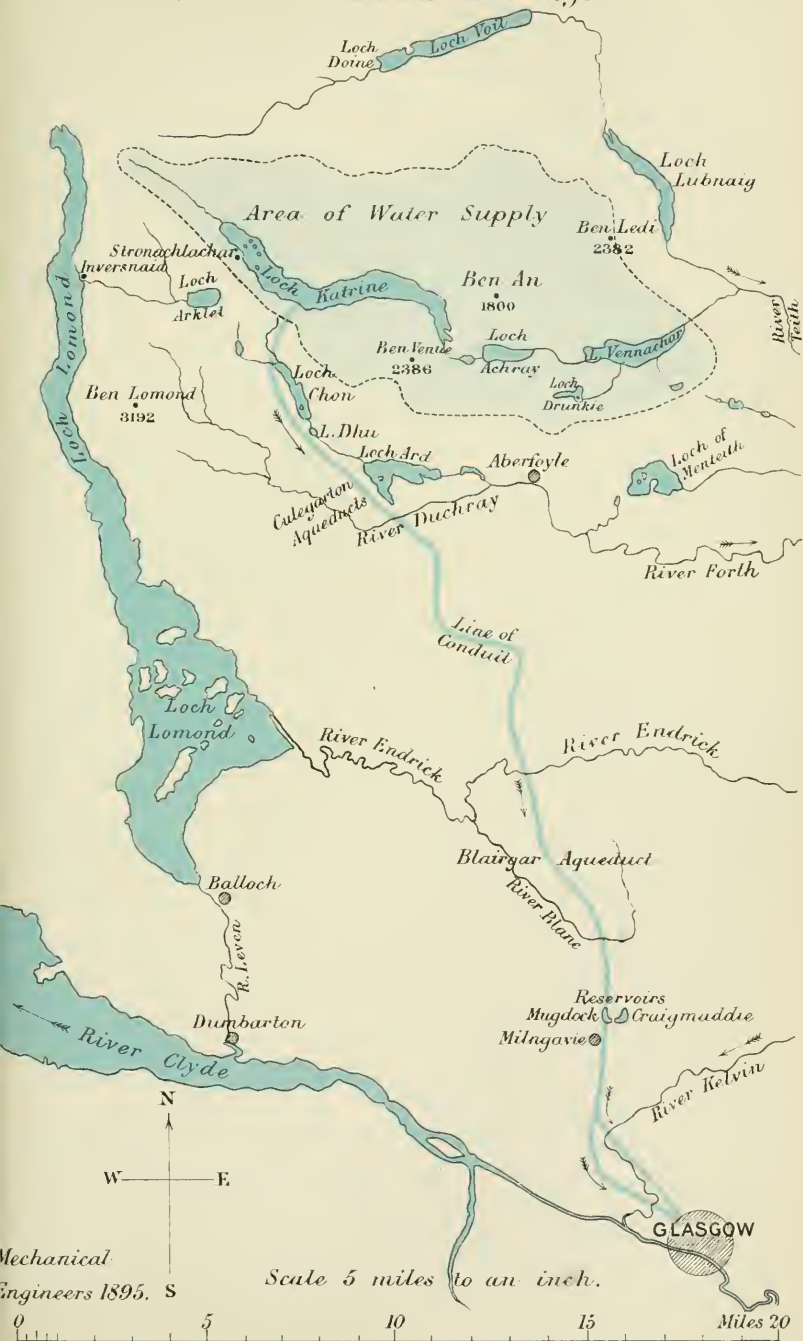 Loch
Doine
Loch Voil
Loch
Lubnaig
Area of Water Supply
Ben Ledi
2382
Stronachlachar
Inversnaid
Loch
Arklet
Loch Katrine
Ben An
1800
River
Teith
Ben Venue
2386
Loch
Achray
L. Vennachar
Loch
Drunkie
Loch Lomond
Ben Lomond
3192
Loch
Chon
L. Dhu
Loch Ard
Aberfoyle
Loch of
Menteith
Culegarton
Aqueducts
River Duchray
River Forth
Line of
Conduit
Loch
Lomond
River Endrick
River Endrick
Blairgar Aqueduct
River Blane
Balloch
R. Leven
Reservoirs
Mugdock Craigmaddie
Milngavie
Dumbarton
River Clyde
River Kelvin
N
W E
S
GLASGOW
Mechanical
Engineers 1895.
Scale 5 miles to an inch.
0 5 10 15 Miles 20